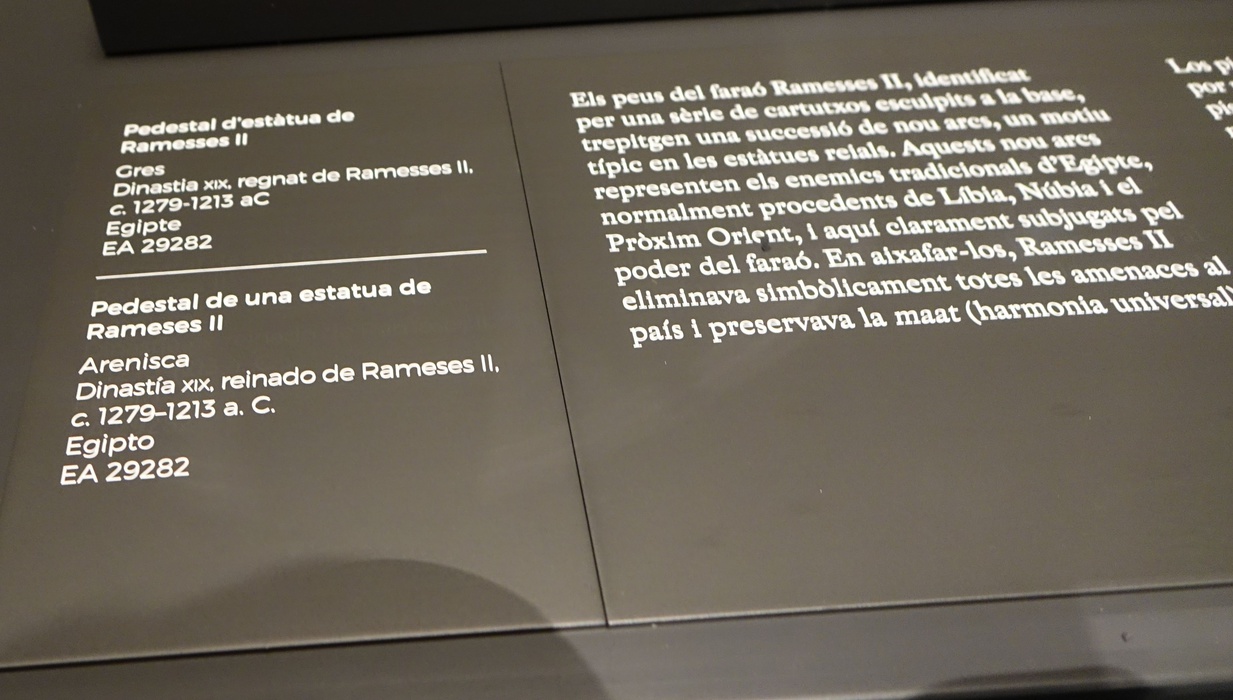 Pedestal d'estàtua de
Ramesses II
Gres
Dinastia XIX, regnat de Ramesses II,
c. 1279-1213 aC
Egipte
EA 29282
Pedestal de una estatua de
Rameses II
Arenisca
Dinastía XIX, reinado de Rameses II,
c. 1279–1213 a. C.
Egipto
EA 29282
Els peus del faraó Ramesses II, identificat
per una sèrie de cartutxos esculpits a la base,
trepitgen una successió de nou arcs, un motiu
típic en les estàtues reials. Aquests nou arcs
representen els enemics tradicionals d'Egipte,
normalment procedents de Líbia, Núbia i el
Pròxim Orient, i aquí clarament subjugats pel
poder del faraó. En aixafar-los, Ramesses II
eliminava simbòlicament totes les amenaces al
país i preservava la maat (harmonia universal)
Los
por